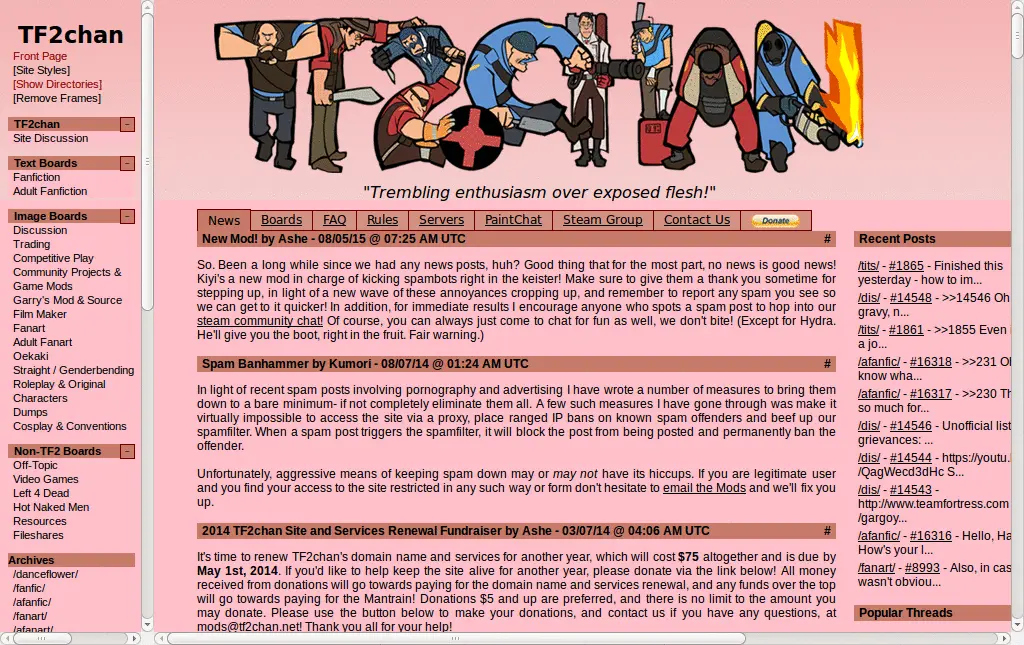 TF2chan
Front Page
[Site Styles]
[Show Directories]
[Remove Frames]
TF2chan
Site Discussion
Text Boards
Fanfiction
Adult Fanfiction
Image Boards
Discussion
Trading
Competitive Play
Community Projects &
Game Mods
Garry's Mod & Source
Film Maker
Fanart
Adult Fanart
Oekaki
Straight / Genderbending
Roleplay & Original
Characters
Dumps
Cosplay & Conventions
Non-TF2 Boards
Off-Topic
Video Games
Left 4 Dead
Hot Naked Men
Resources
Fileshares
Archives
/danceflower/
/fanfic/
/afanfic/
/fanart/
/afanart/
TF2CHAN
"Trembling enthusiasm over exposed flesh!"
News Boards FAQ Rules Servers PaintChat Steam Group Contact Us Donate
New Mod! by Ashe - 08/05/15 @ 07:25 AM UTC #
So. Been a long while since we had any news posts, huh? Good thing that for the most part, no news is good news!
Kiyi's a new mod in charge of kicking spambots right in the keister! Make sure to give them a thank you sometime for
stepping up, in light of a new wave of these annoyances cropping up, and remember to report any spam you see so
we can get to it quicker! In addition, for immediate results I encourage anyone who spots a spam post to hop into our
steam community chat! Of course, you can always just come to chat for fun as well, we don't bite! (Except for Hydra.
He'll give you the boot, right in the fruit. Fair warning.)
Spam Banhammer by Kumori - 08/07/14 @ 01:24 AM UTC #
In light of recent spam posts involving pornography and advertising I have wrote a number of measures to bring them
down to a bare minimum- if not completely eliminate them all. A few such measures I have gone through was make it
virtually impossible to access the site via a proxy, place ranged IP bans on known spam offenders and beef up our
spamfilter. When a spam post triggers the spamfilter, it will block the post from being posted and permanently ban the
offender.
Unfortunately, aggressive means of keeping spam down may or may not have its hiccups. If you are legitimate user
and you find your access to the site restricted in any such way or form don't hesitate to email the Mods and we'll fix you
up.
2014 TF2chan Site and Services Renewal Fundraiser by Ashe - 03/07/14 @ 04:06 AM UTC #
It's time to renew TF2chan's domain name and services for another year, which will cost $75 altogether and is due by
May 1st, 2014. If you'd like to help keep the site alive for another year, please donate via the link below! All money
received from donations will go towards paying for the domain name and services renewal, and any funds over the top
will go towards paying for the Mantrain! Donations $5 and up are preferred, and there is no limit to the amount you
may donate. Please use the button below to make your donations, and contact us if you have any questions, at
mods@tf2chan.net! Thank you all for your help!
Recent Posts
/tits/ - #1865 - Finished this
yesterday - how to im...
/dis/ - #14548 - >>14546 Oh
gravy, n...
/tits/ - #1861 - >>1855 Even
a jo...
/afanfic/ - #16318 - >>231
know wha...
/afanfic/ - #16317 - >>230
so much for...
/dis/ - #14546 - Unofficial list
grievances: ...
/dis/ - #14544 - https://youtu.
/QagWecd3dHc S...
/dis/ - #14543 -
http://www.teamfortress.com
/gargoy...
/afanfic/ - #16316 - Hello,
How's your I...
/fanart/ - #8993 - Also, in
wasn't obviou...
Popular Threads